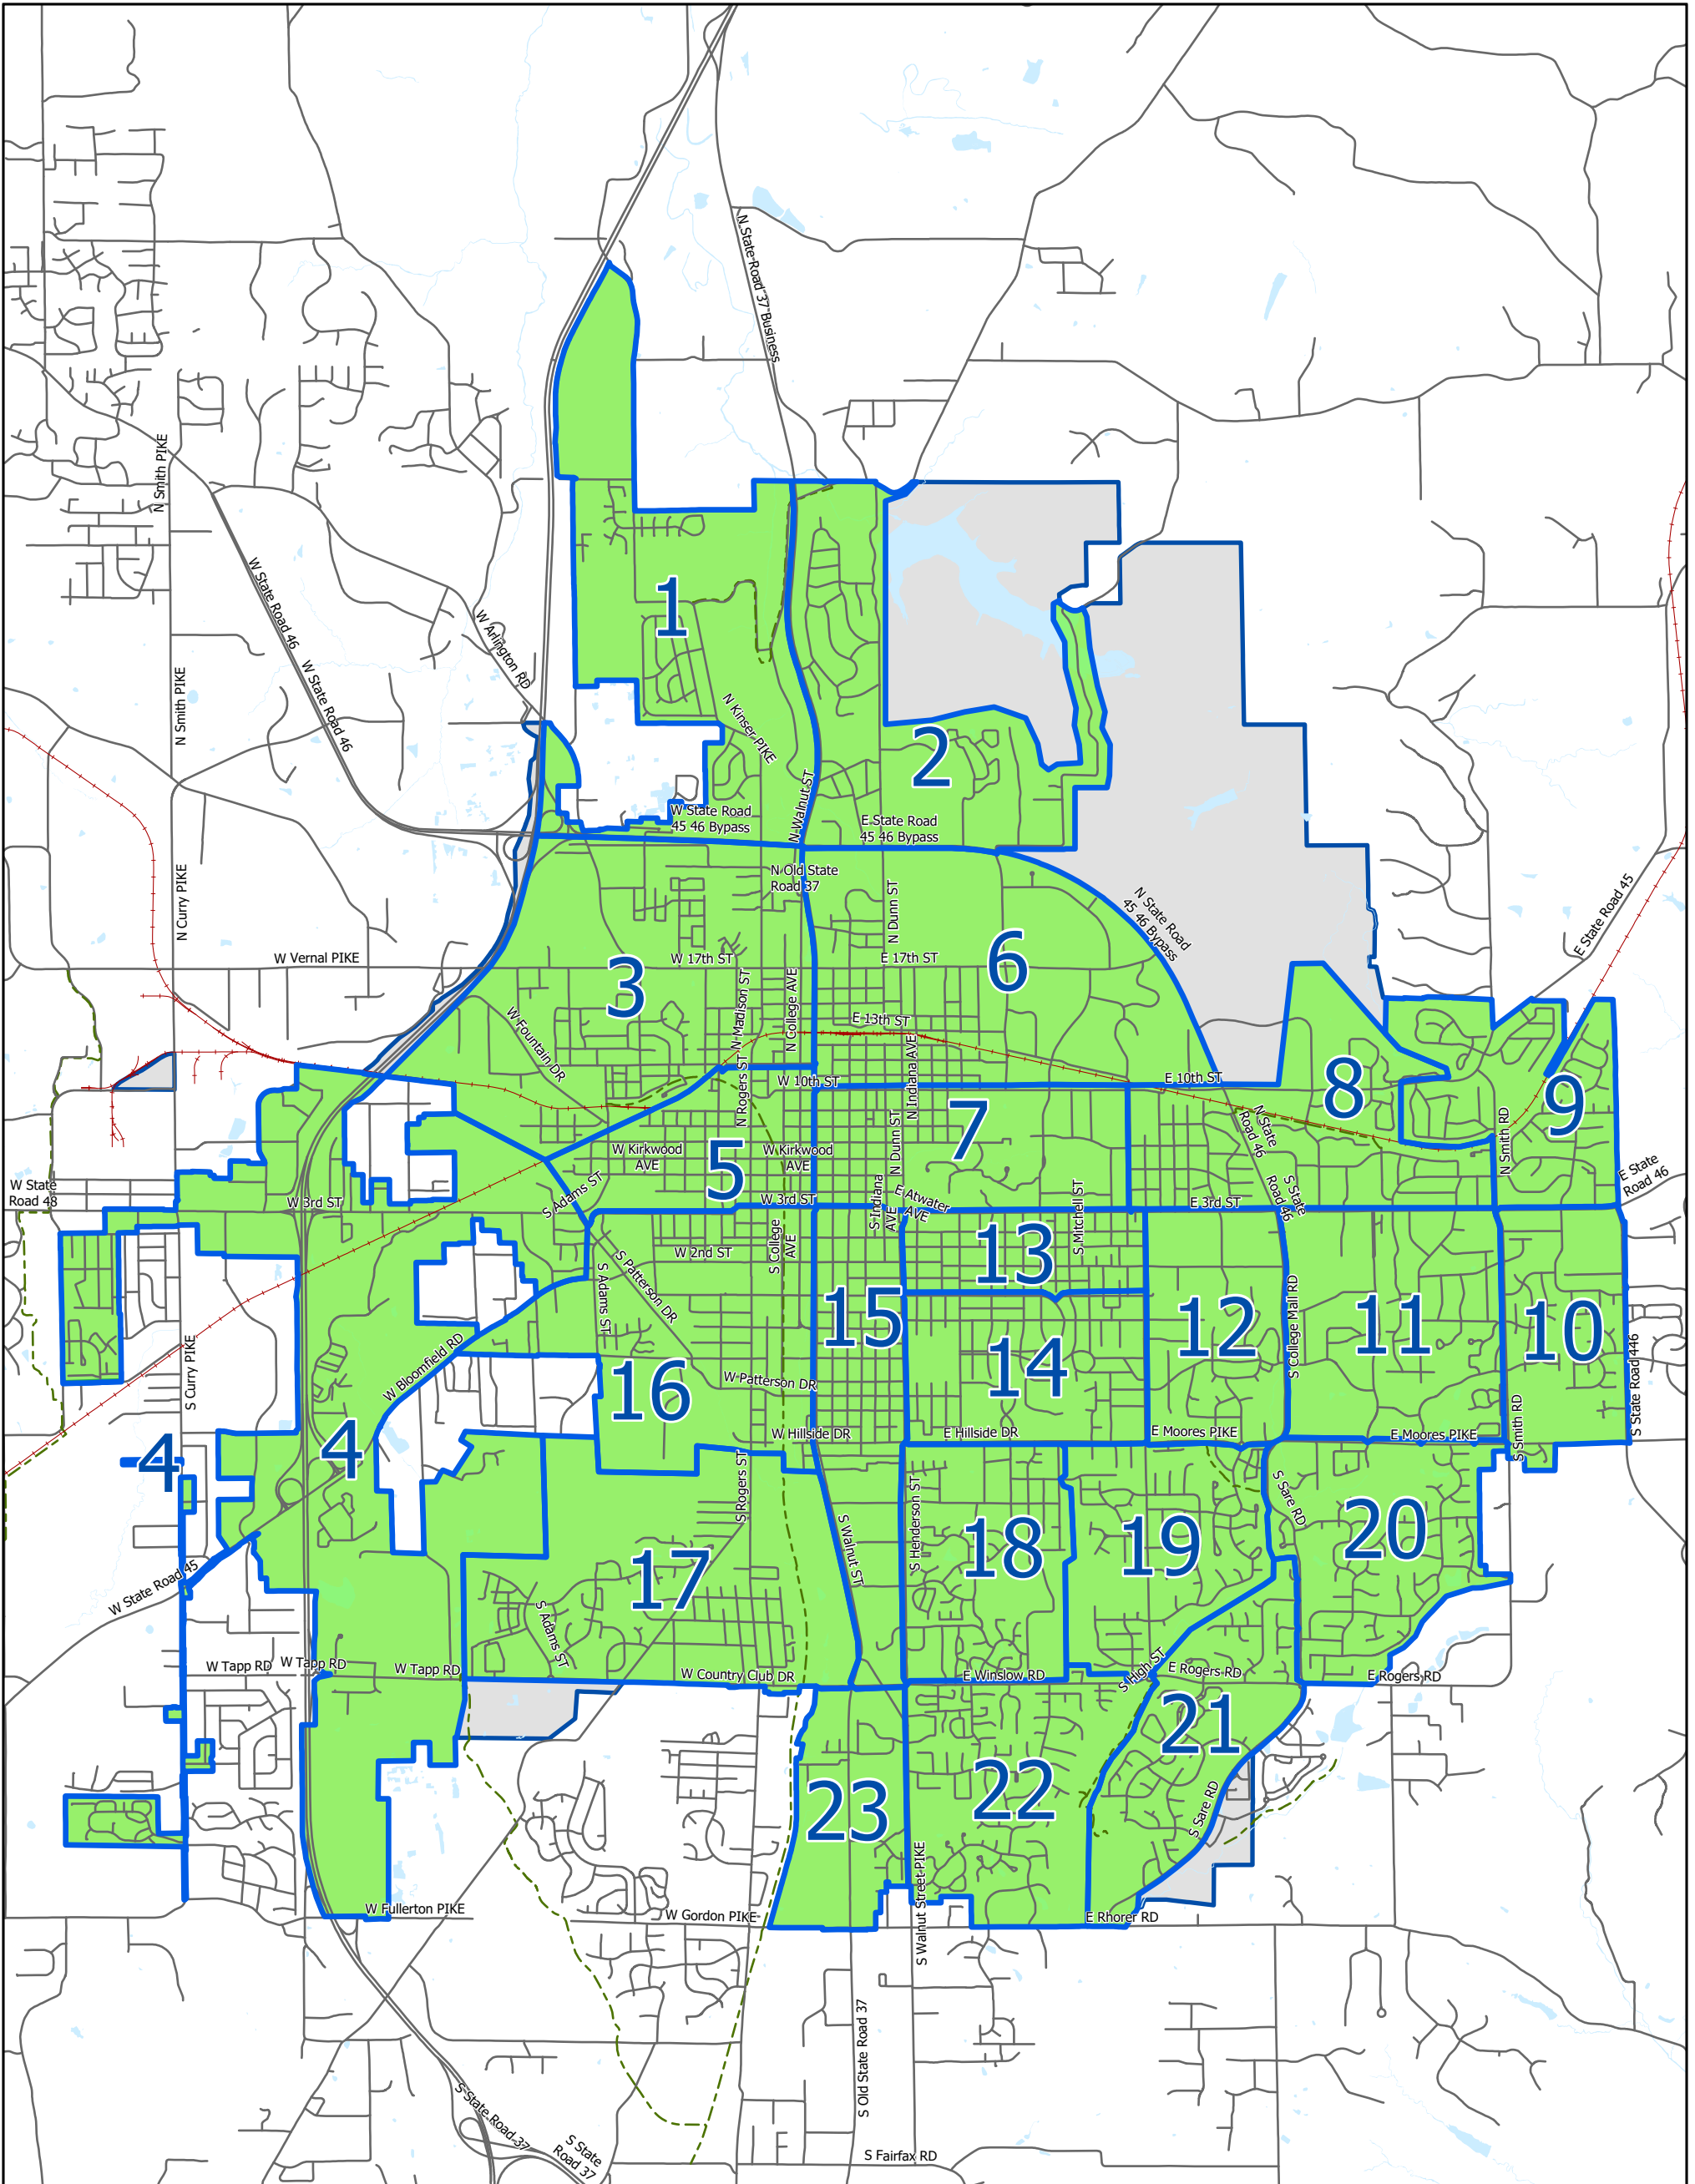 N State Road 37 Business
N Smith PIKE
W State Road 46
W Arlington RD
1
N Smith PIKE
W State Road 46
N Kinser PIKE
2
N Walnut ST
W State Road
45 46 Bypass
E State Road
45 46 Bypass
N Old State
Road 37
N Curry PIKE
N Dunn ST
N State Road
45 46 Bypass
E State Road 45
W Vernal PIKE
W 17th ST
E 17th ST
3
6
N Madison ST
N College AVE
E 13th ST
W Fountain DR
N Indiana AVE
W 10th ST
E 10th ST
8
9
N Rogers ST
7
N State
Road 46
N Smith RD
W Kirkwood
AVE
W Kirkwood
AVE
N Dunn ST
5
W State
Road 48
E State
Road 46
W 3rd ST
S Adams ST
W 3rd ST
E Atwater
AVE
E 3rd ST
S State
Road 46
S Indiana
AVE
S Mitchell ST
13
W 2nd ST
S College
AVE
S Patterson DR
S Adams ST
15
12
11
10
S College Mall RD
S Curry PIKE
W Bloomfield RD
14
S State Road 446
16
W Patterson DR
4
4
W Hillside DR
E Hillside DR
E Moores PIKE
E Moores PIKE
S Smith RD
S Rogers ST
S Henderson ST
S Sare RD
S Walnut ST
18
19
20
17
W State Road 45
S Adams ST
W Tapp RD
W Tapp RD
W Tapp RD
W Country Club DR
E Winslow RD
S High ST
E Rogers RD
E Rogers RD
21
22
23
S Sare RD
S Walnut Street PIKE
W Fullerton PIKE
W Gordon PIKE
E Rhorer RD
S Old State Road 37
S State Road 37
S State
Road 37
S Fairfax RD